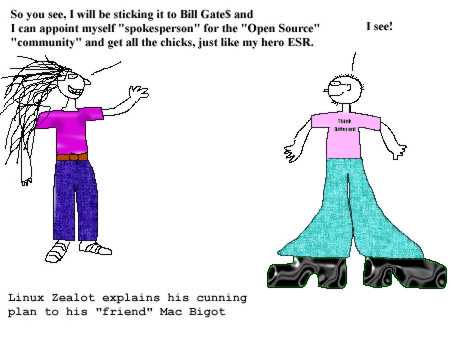 So you see, I will be sticking it to Bill Gate$ and
I can appoint myself "spokesperson" for the "Open Source"
"community" and get all the chicks, just like my hero ESR.
I see!
Think
Different
Linux Zealot explains his cunning
plan to his "friend" Mac Bigot